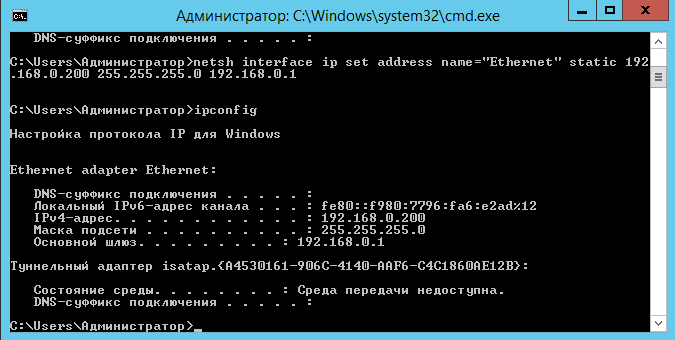 Администратор: C:\Windows\system32\cmd.exe
DNS-суффикс подключения . . . . . :
C:\Users\Администратор>netsh interface ip set address name="Ethernet" static 192
.168.0.200 255.255.255.0 192.168.0.1
C:\Users\Администратор>ipconfig
Настройка протокола IP для Windows
Ethernet adapter Ethernet:
DNS-суффикс подключения . . . . . :
Локальный IPv6-адрес канала . . . : fe80::f980:7796:fa6:e2ad%12
IPv4-адрес. . . . . . . . . . . . : 192.168.0.200
Маска подсети . . . . . . . . . . : 255.255.255.0
Основной шлюз. . . . . . . . . : 192.168.0.1
Туннельный адаптер isatap.{A4530161-906C-4140-AAF6-C4C1860AE12B}:
Состояние среды. . . . . . . . : Среда передачи недоступна.
DNS-суффикс подключения . . . . . :
C:\Users\Администратор>_